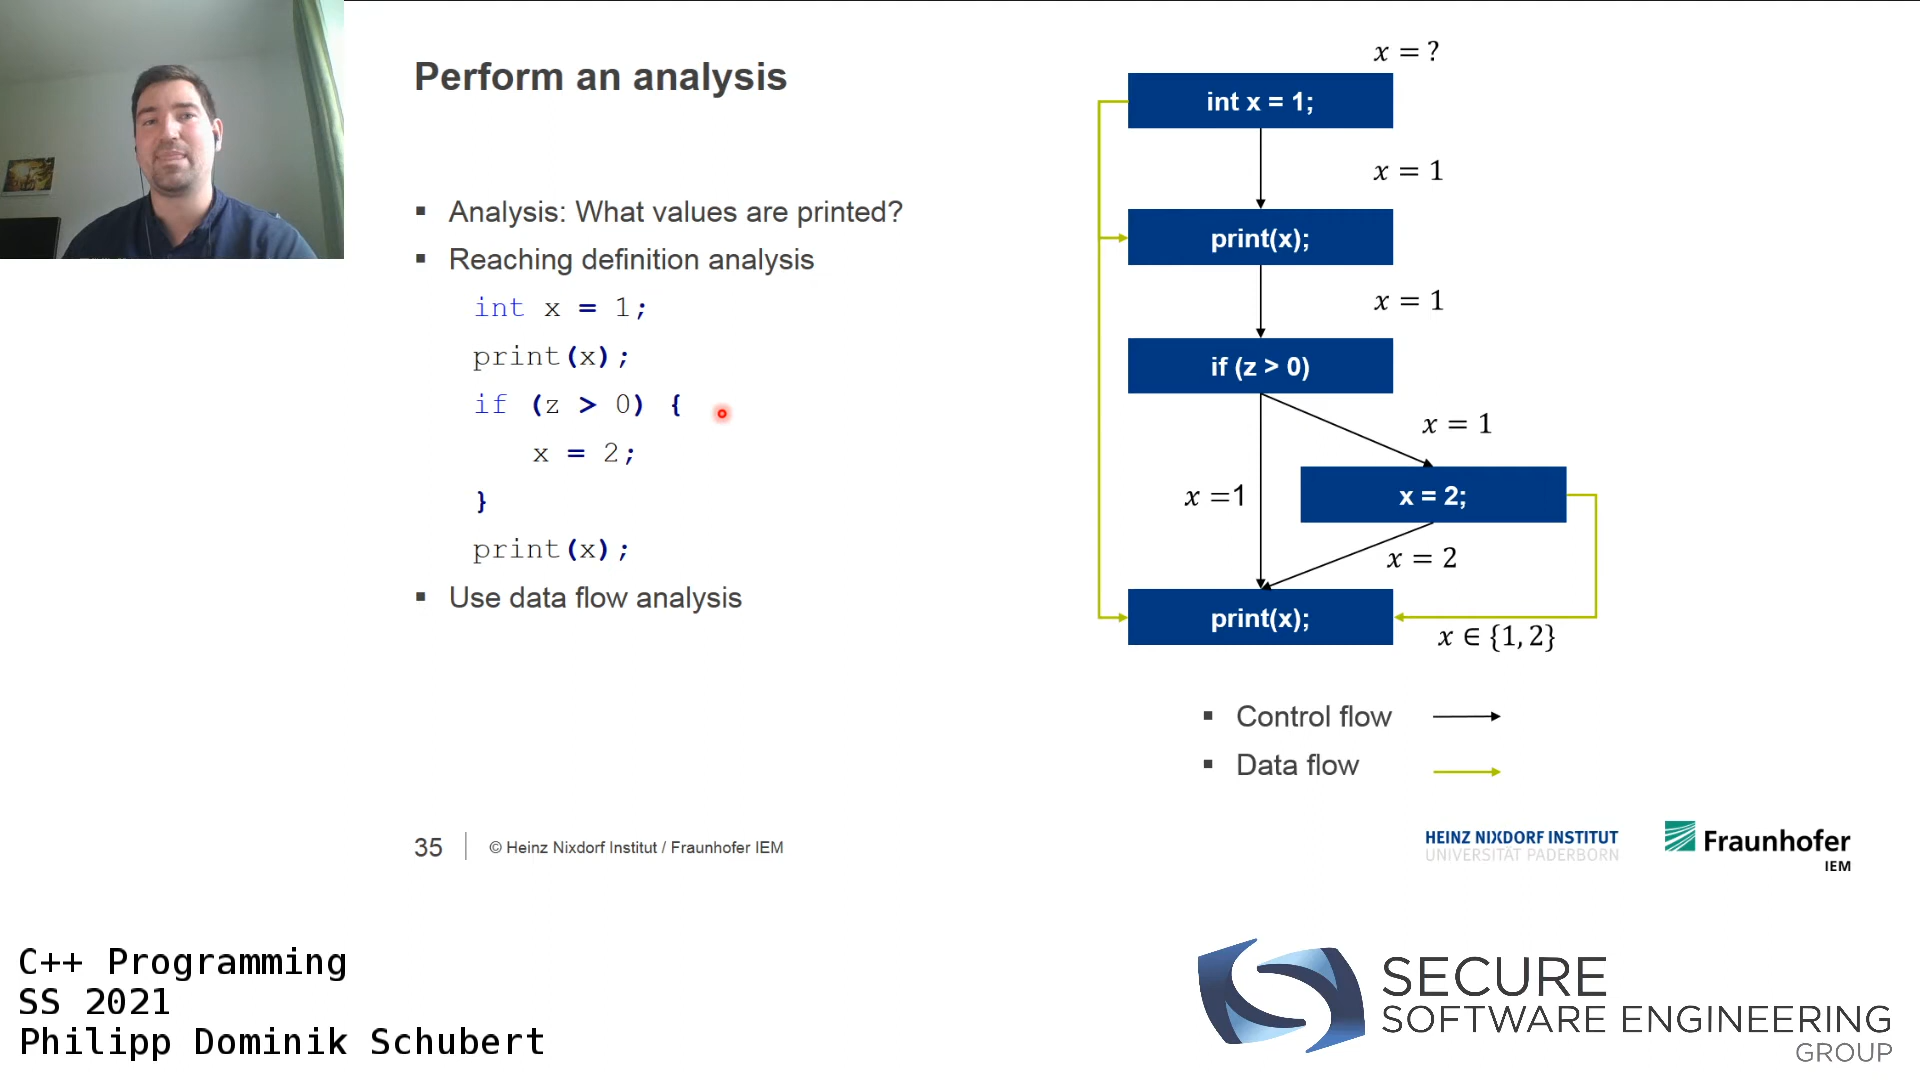 Perform an analysis
▪ Analysis: What values are printed?
▪ Reaching definition analysis
int x = 1;
print(x);
if (z > 0) {
x = 2;
}
print(x);
▪ Use data flow analysis
x = ?
int x = 1;
x = 1
print(x);
x = 1
if (z > 0)
x = 1
x =1
x = 2;
x = 2
print(x);
x ∈ {1, 2}
▪ Control flow
▪ Data flow
35
© Heinz Nixdorf Institut / Fraunhofer IEM
HEINZ NIXDORF INSTITUT
UNIVERSITÄT PADERBORN
Fraunhofer
IEM
C++ Programming
SS 2021
Philipp Dominik Schubert
SECURE
SOFTWARE ENGINEERING
GROUP